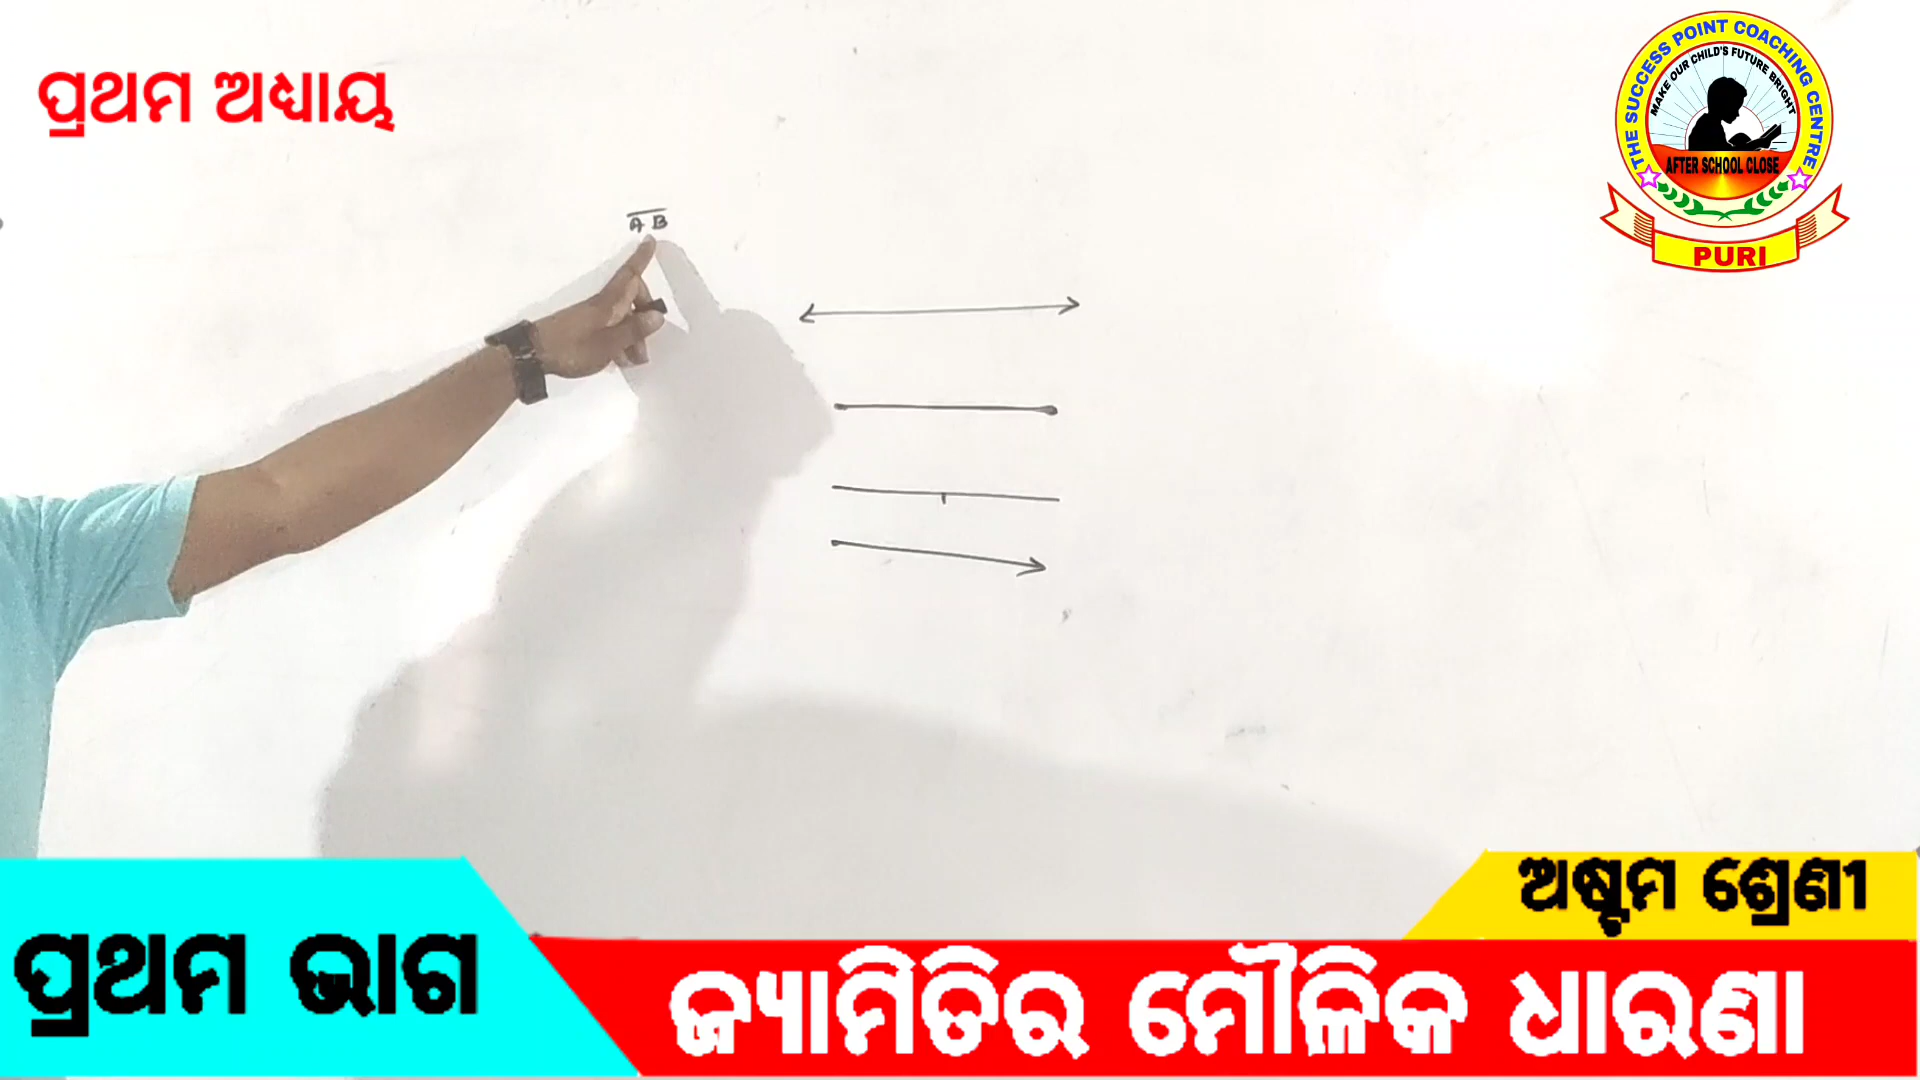 ପ୍ରଥମ ଅଧ୍ୟାୟ
THE SUCCESS POINT COACHING CENTRE
MAKE OUR CHILD'S FUTURE BRIGHT
AFTER SCHOOL CLOSE
PURI
A B
ଅଷ୍ଟମ ଶ୍ରେଣୀ
ପ୍ରଥମ ଭାଗ
ଜ୍ୟାମିତିର ମୌଳିକ ଧାରଣା